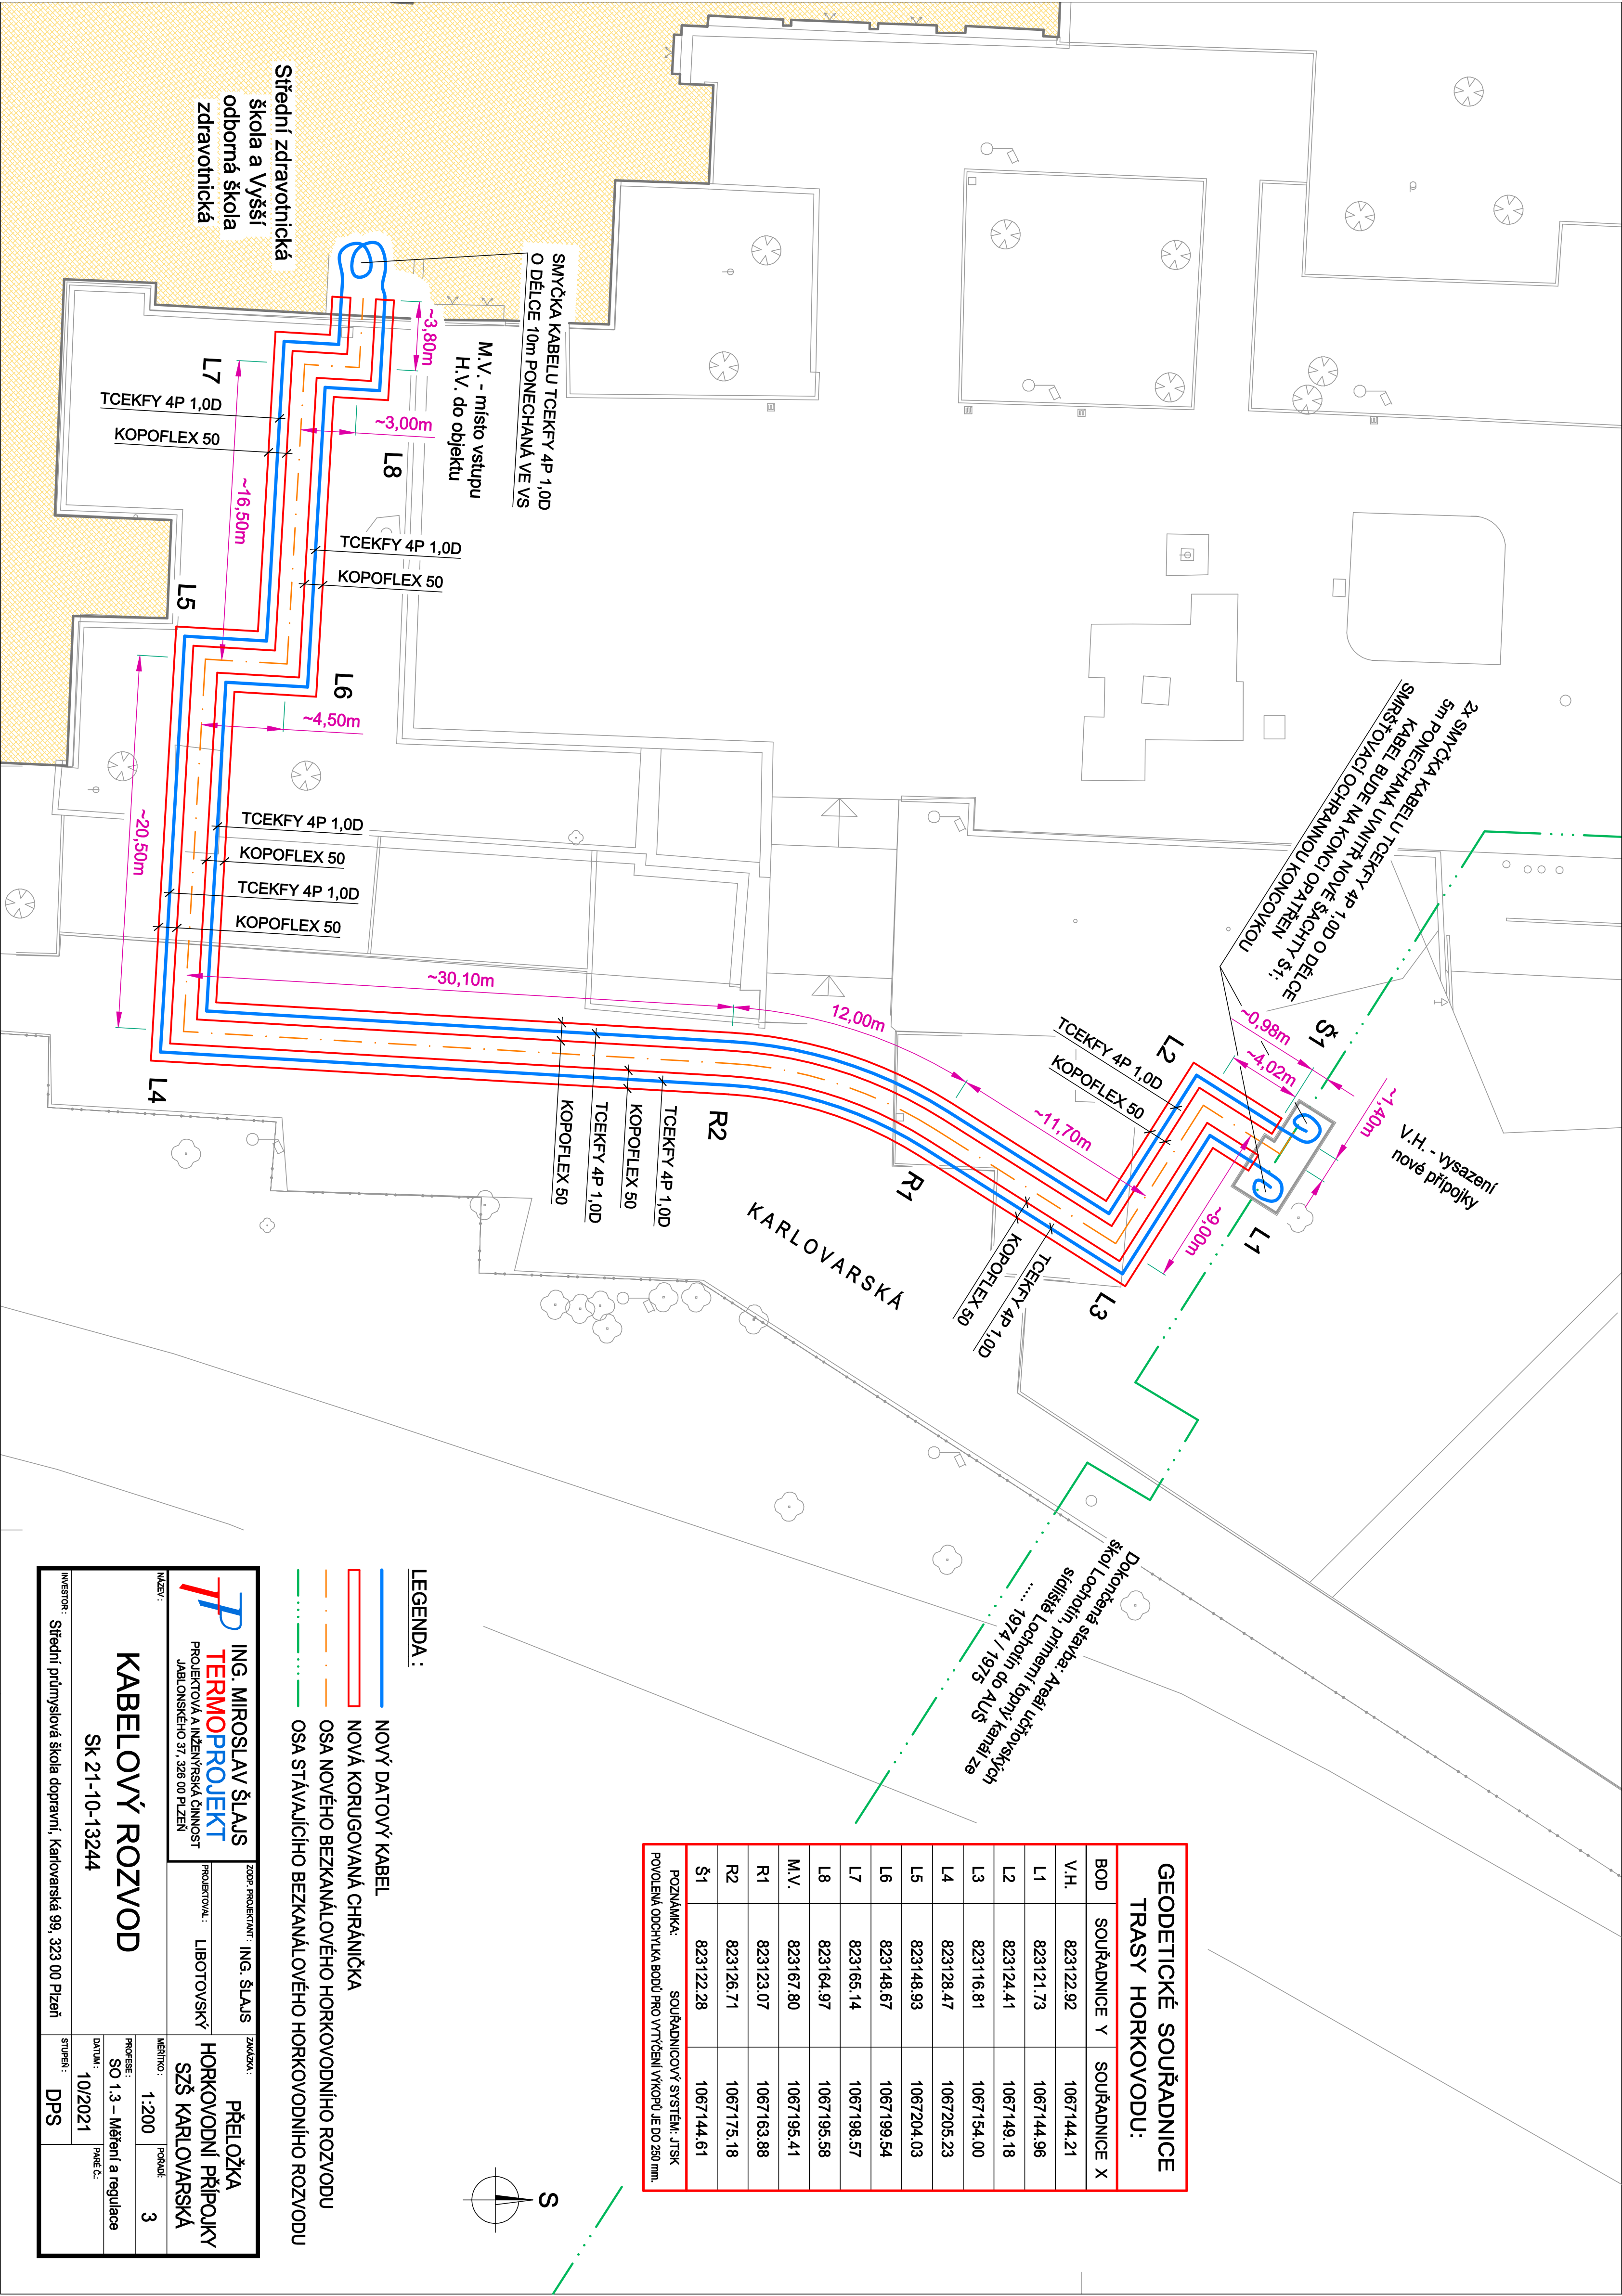 Střední zdravotnická
škola a Vyšší
odborná škola
zdravotnická
SMYČKA KABELU TCEKFY 4P 1,0D
O DÉLCE 10m PONECHANÁ VE VS
M.V. - místo vstupu
H.V. do objektu
~3,80m
~3,00m
L8
L7
TCEKFY 4P 1,0D
KOPOFLEX 50
~16,50m
TCEKFY 4P 1,0D
KOPOFLEX 50
L5
L6
~4,50m
~20,50m
TCEKFY 4P 1,0D
KOPOFLEX 50
TCEKFY 4P 1,0D
KOPOFLEX 50
~30,10m
L4
12,00m
R2
TCEKFY 4P 1,0D
KOPOFLEX 50
TCEKFY 4P 1,0D
KOPOFLEX 50
R1
~11,70m
KARLOVARSKÁ
TCEKFY 4P 1,0D
KOPOFLEX 50
TCEKFY 4P 1,0D
KOPOFLEX 50
L2
L3
~9,00m
L1
Š1
~0,98m
~4,02m
~1,40m
V.H. - vysazení
nové přípojky
2X SMYČKA KABELU TCEKFY 4P 1,0D O DÉLCE
5m PONECHANÁ UVNITŘ NOVÉ ŠACHTY Š1;
KABEL BUDE NA KONCI OPATŘEN
SMRŠŤOVACÍ OCHRANNOU KONCOVKOU
Dokončená stavba: Areál učňovských
škol Lochotín, primerní topný kanál ze
sídliště Lochotín do AUŠ
.... 1974 / 1975
GEODETICKÉ SOUŘADNICE
TRASY HORKOVODU:
BOD SOUŘADNICE Y SOUŘADNICE X
V.H. 823122.92 1067144.21
L1 823121.73 1067144.96
L2 823124.41 1067149.18
L3 823116.81 1067154.00
L4 823128.47 1067205.23
L5 823148.93 1067204.03
L6 823148.67 1067199.54
L7 823165.14 1067198.57
L8 823164.97 1067195.58
M.V. 823167.80 1067195.41
R1 823123.07 1067163.88
R2 823126.71 1067175.18
Š1 823122.28 1067144.61
POZNÁMKA: SOUŘADNICOVÝ SYSTÉM: JTSK
POVOLENÁ ODCHYLKA BODŮ PRO VYTÝČENÍ VÝKOPŮ JE DO 250 mm.
S
LEGENDA :
NOVÝ DATOVÝ KABEL
NOVÁ KORUGOVANÁ CHRÁNIČKA
OSA NOVÉHO BEZKANÁLOVÉHO HORKOVODNÍHO ROZVODU
OSA STÁVAJÍCÍHO BEZKANÁLOVÉHO HORKOVODNÍHO ROZVODU
TP
ING. MIROSLAV ŠLAJS
TERMOPROJEKT
PROJEKTOVÁ A INŽENÝRSKÁ ČINNOST
JABLONSKÉHO 37, 326 00 PLZEŇ
ZODP. PROJEKTANT: ING. ŠLAJS
PROJEKTOVAL: LIBOTOVSKÝ
ZAKÁZKA:
PŘELOŽKA
HORKOVODNÍ PŘÍPOJKY
SZŠ KARLOVARSKÁ
NÁZEV:
KABELOVÝ ROZVOD
Sk 21-10-13244
MĚŘÍTKO: 1:200
POŘADÍ: 3
PROFESE:
SO 1.3 – Měření a regulace
DATUM: 10/2021
PARÉ Č.:
INVESTOR: Střední průmyslová škola dopravní, Karlovarská 99, 323 00 Plzeň
STUPEŇ: DPS